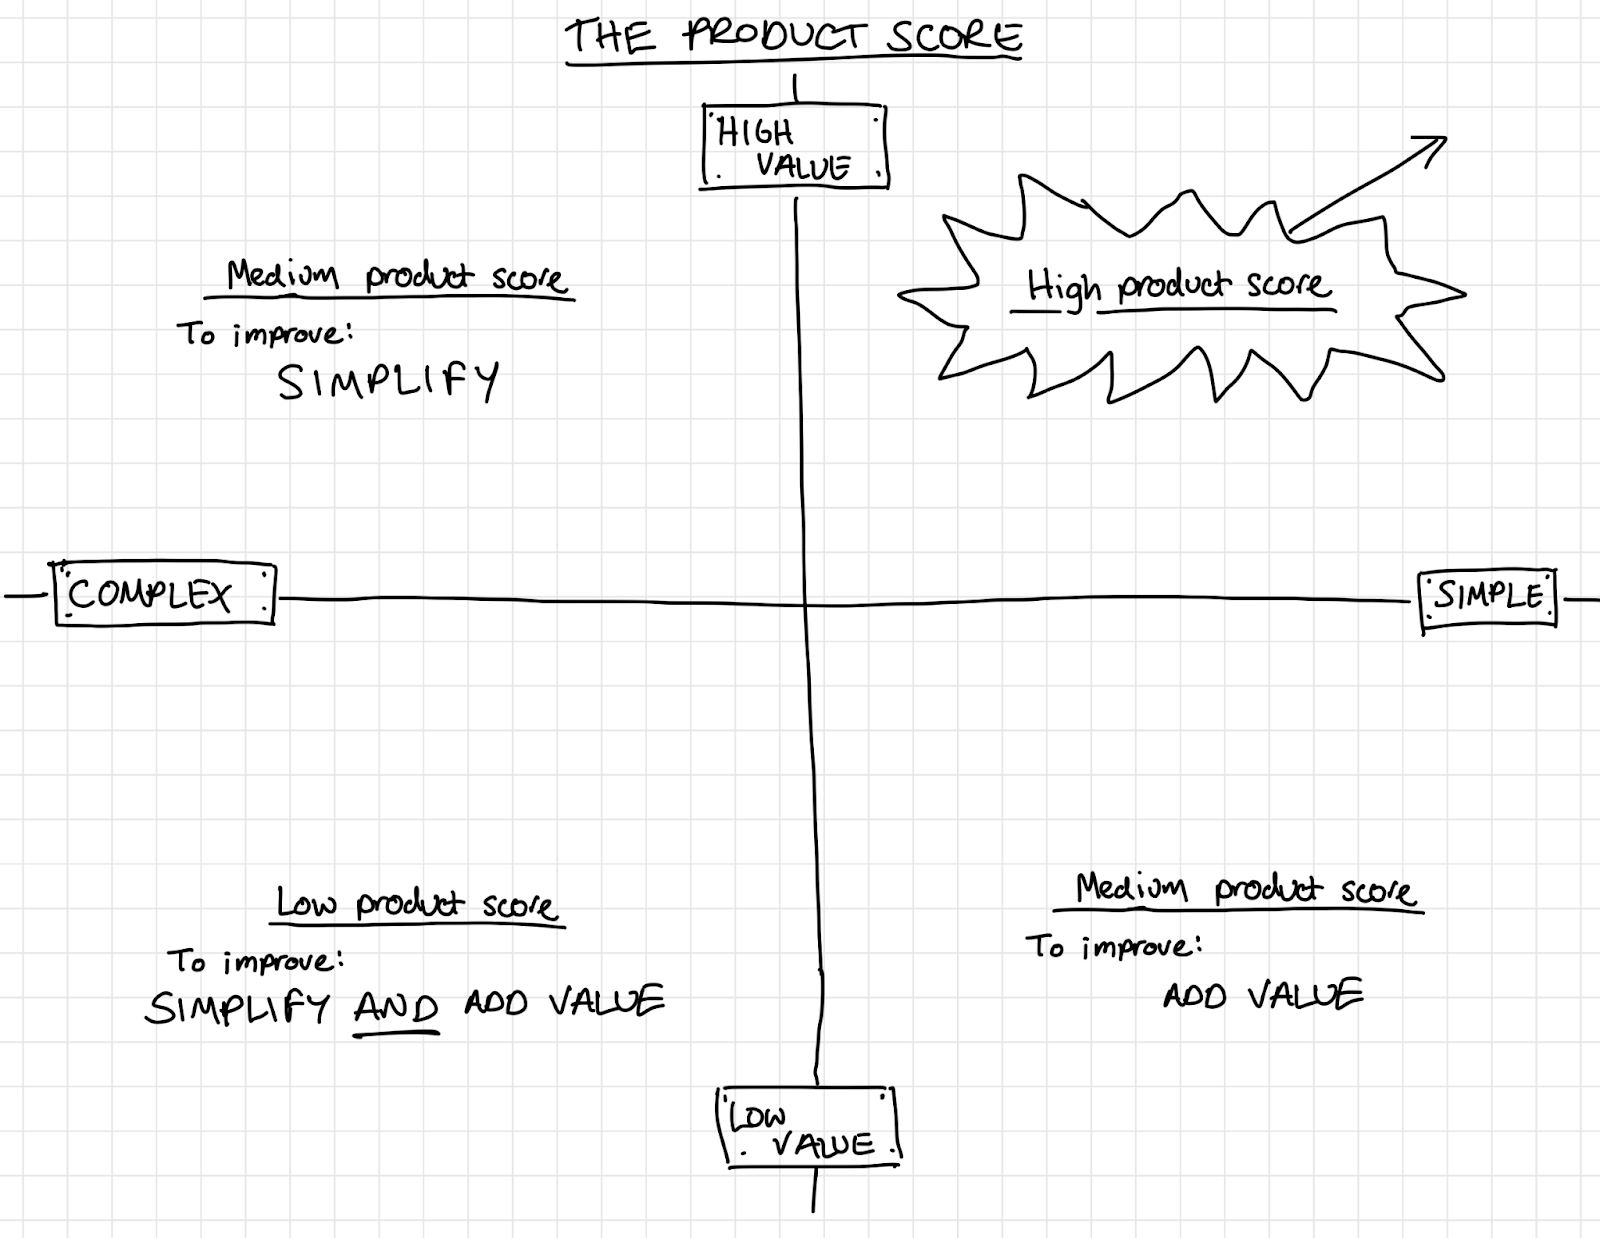 THE PRODUCT SCORE
HIGH
VALUE
Medium product score
To improve:
SIMPLIFY
High product score
COMPLEX
SIMPLE
Low product score
To improve:
SIMPLIFY AND ADD VALUE
Medium product score
To improve:
ADD VALUE
LOW
VALUE